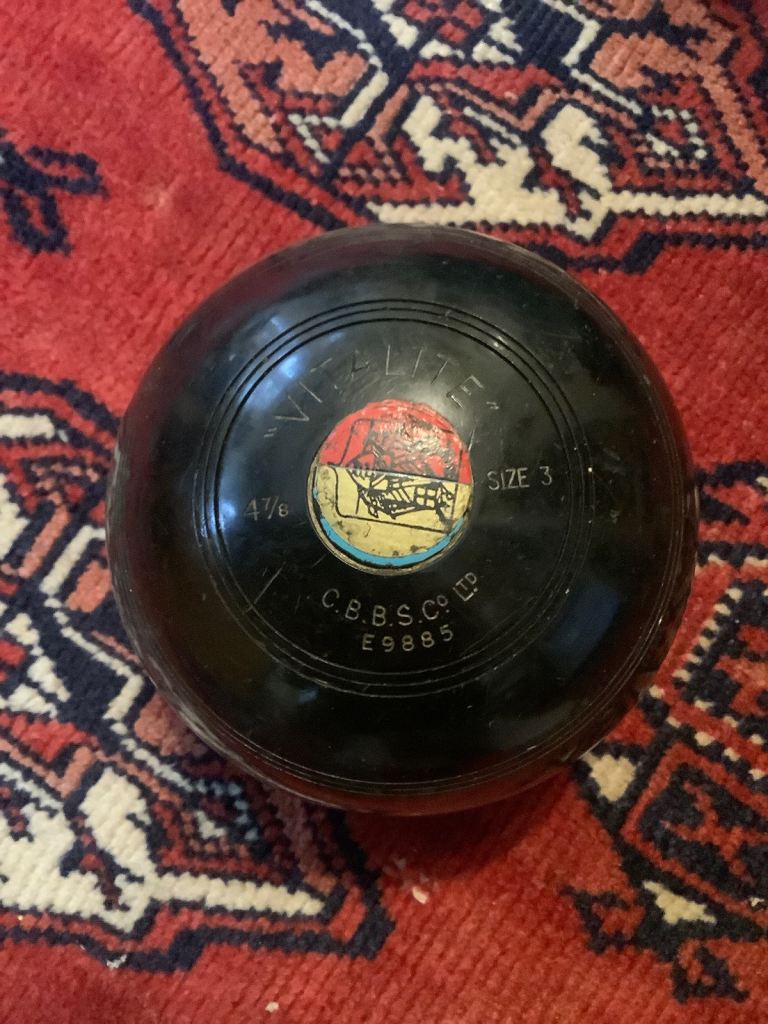 "VITALITE"
4 7/8
SIZE 3
C.B.B.S.Cº LTD
E9885